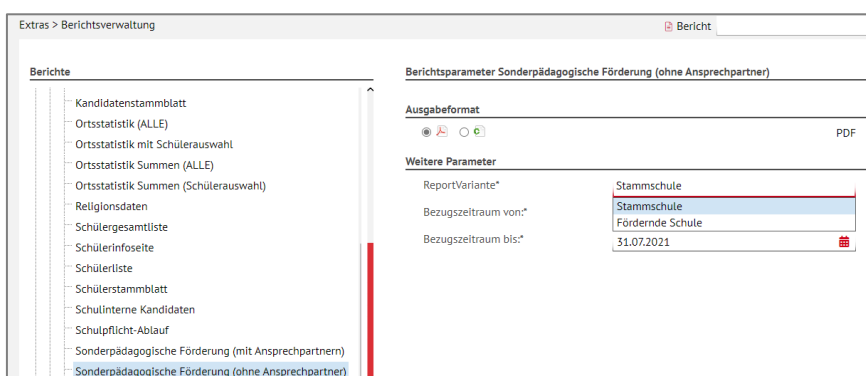 Extras > Berichtsverwaltung
Bericht
Berichte
Kandidatenstammblatt
Ortsstatistik (ALLE)
Ortsstatistik mit Schülerauswahl
Ortsstatistik Summen (ALLE)
Ortsstatistik Summen (Schülerauswahl)
Religionsdaten
Schülergesamtliste
Schülerinfoseite
Schülerliste
Schülerstammblatt
Schulinterne Kandidaten
Schulpflicht-Ablauf
Sonderpädagogische Förderung (mit Ansprechpartnern)
Sonderpädagogische Förderung (ohne Ansprechpartner)
Berichtsparameter Sonderpädagogische Förderung (ohne Ansprechpartner)
Ausgabeformat
PDF
Weitere Parameter
ReportVariante* Stammschule
Stammschule
Bezugszeitraum von:*
Fördernde Schule
Bezugszeitraum bis:* 31.07.2021